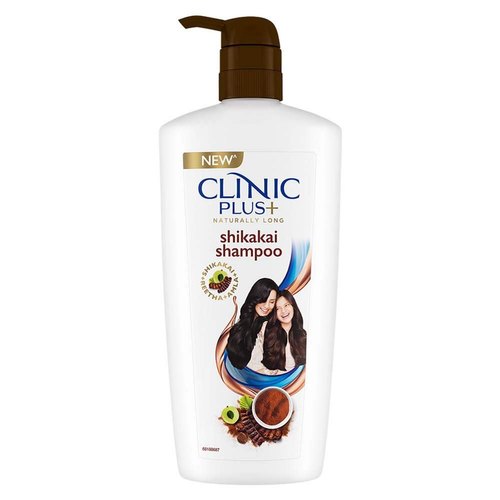 NEW^
CLINIC
PLUS+
NATURALLY LONG
shikakai
shampoo
SHIKAKAI+
REETHA+AMLA+